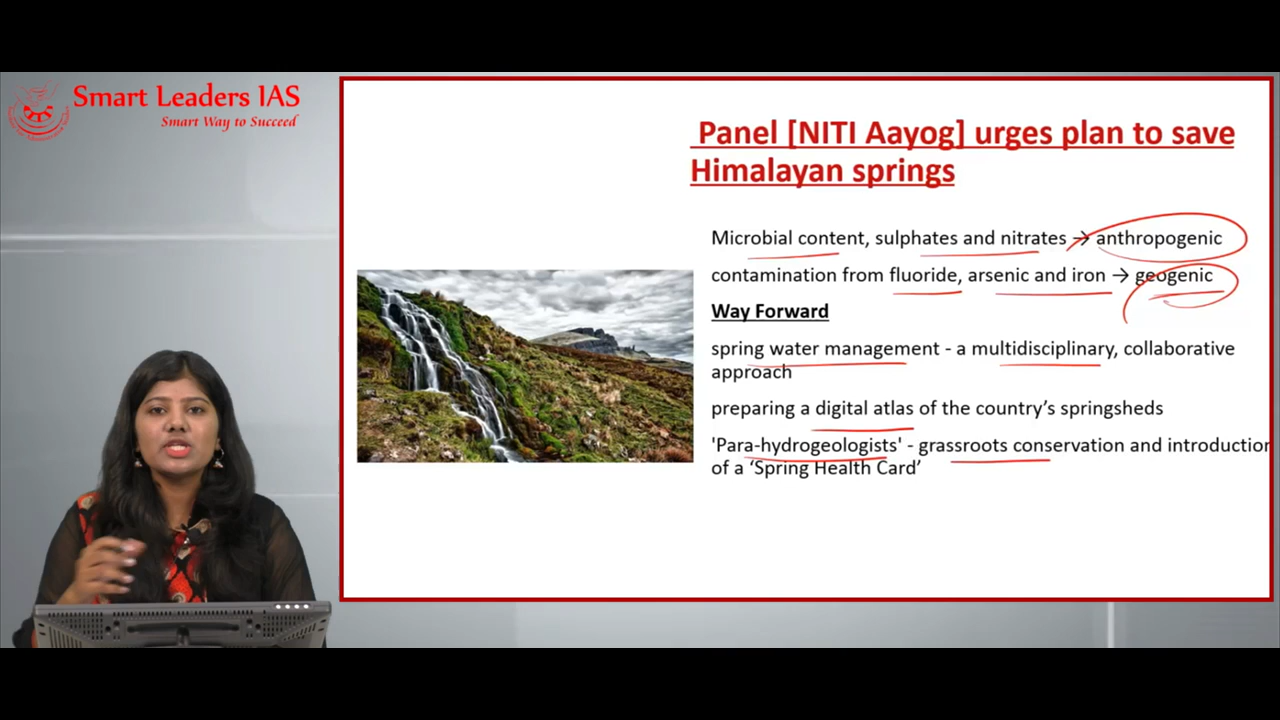 Smart Leaders IAS
Smart Way to Succeed
Panel [NITI Aayog] urges plan to save
Himalayan springs
Microbial content, sulphates and nitrates → anthropogenic
contamination from fluoride, arsenic and iron → geogenic
Way Forward
spring water management - a multidisciplinary, collaborative
approach
preparing a digital atlas of the country’s springsheds
'Para-hydrogeologists' - grassroots conservation and introduction
of a ‘Spring Health Card’